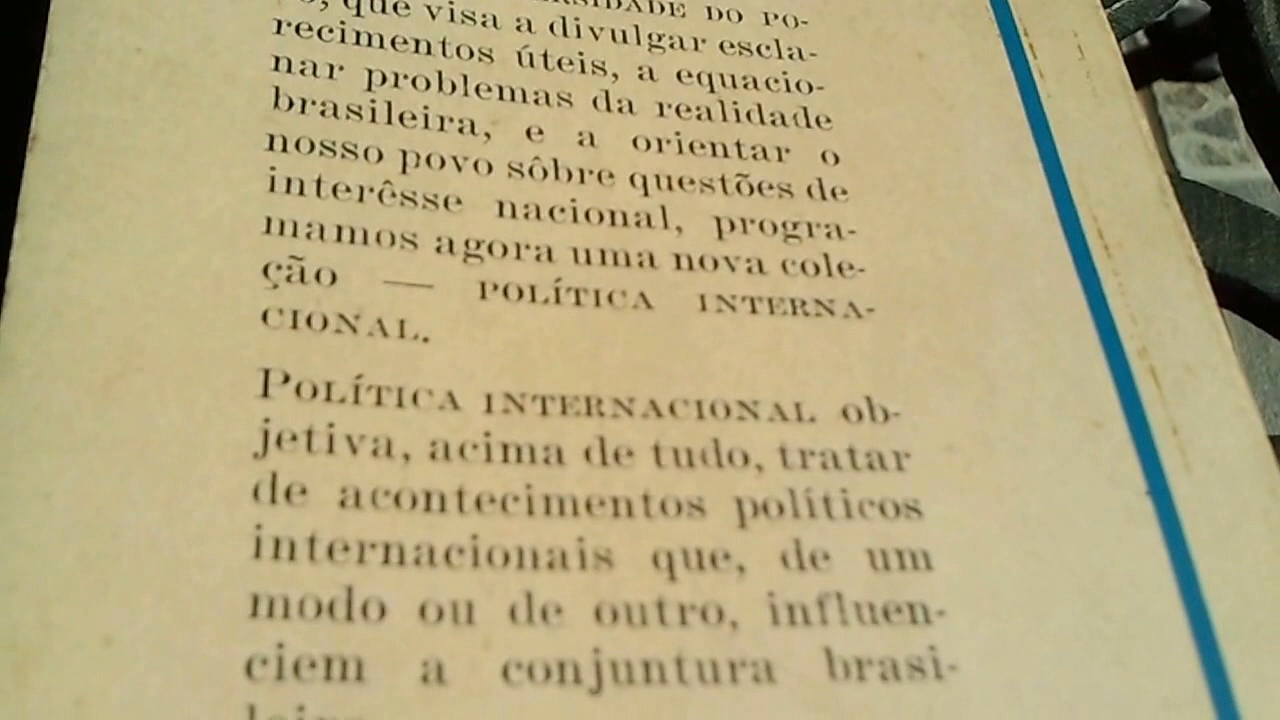 DO PO-
que visa a divulgar escla-
recimentos úteis, a equacio-
nar problemas da realidade
brasileira, e a orientar o
nosso povo sôbre questões de
interêsse nacional, progra-
mamos agora uma nova cole-
ção — POLÍTICA INTERNA-
CIONAL.
POLÍTICA INTERNACIONAL ob-
jetiva, acima de tudo, tratar
de acontecimentos políticos
internacionais que, de um
modo ou de outro, influen-
ciem a conjuntura brasi-